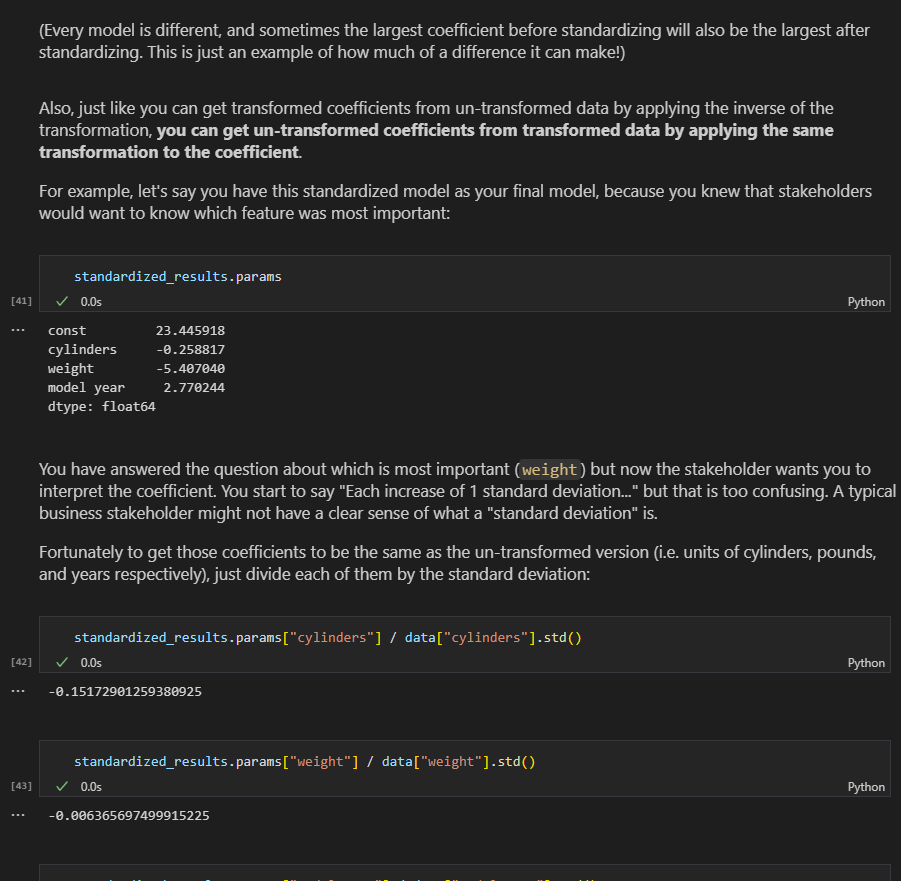 (Every model is different, and sometimes the largest coefficient before standardizing will also be the largest after
standardizing. This is just an example of how much of a difference it can make!)
Also, just like you can get transformed coefficients from un-transformed data by applying the inverse of the
transformation, you can get un-transformed coefficients from transformed data by applying the same
transformation to the coefficient.
For example, let's say you have this standardized model as your final model, because you knew that stakeholders
would want to know which feature was most important:
standardized_results.params
[41] ✓ 0.0s Python
... const 23.445918
cylinders -0.258817
weight -5.407040
model year 2.770244
dtype: float64
You have answered the question about which is most important (weight) but now the stakeholder wants you to
interpret the coefficient. You start to say "Each increase of 1 standard deviation..." but that is too confusing. A typical
business stakeholder might not have a clear sense of what a "standard deviation" is.
Fortunately to get those coefficients to be the same as the un-transformed version (i.e. units of cylinders, pounds,
and years respectively), just divide each of them by the standard deviation:
standardized_results.params["cylinders"] / data["cylinders"].std()
[42] ✓ 0.0s Python
... -0.15172901259380925
standardized_results.params["weight"] / data["weight"].std()
[43] ✓ 0.0s Python
... -0.006365697499915225